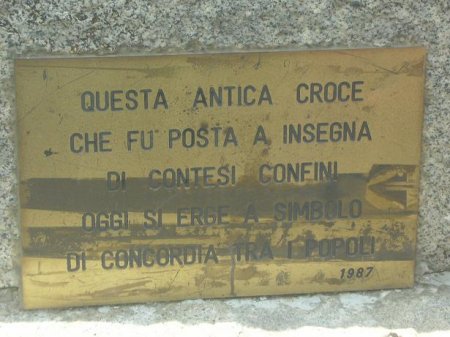 QUESTA ANTICA CROCE
CHE FU' POSTA A INSEGNA
DI CONTESI CONFINI
OGGI SI ERGE A SIMBOLO
DI CONCORDIA TRA I POPOLI
1987